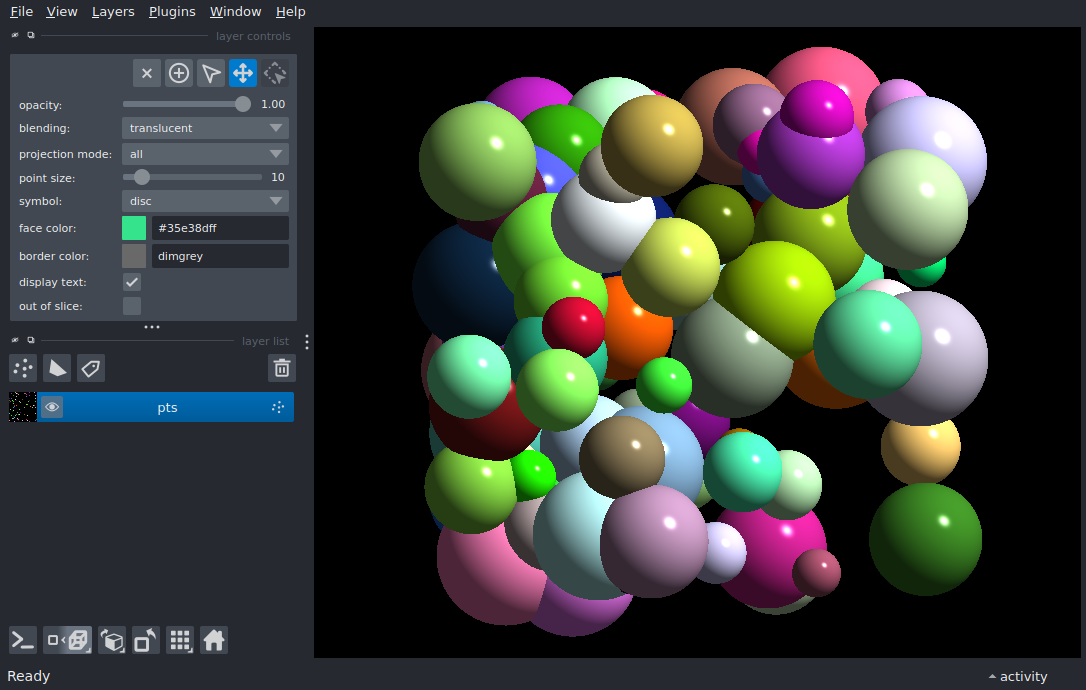 File View Layers Plugins Window Help
layer controls
opacity: 1.00
blending: translucent
projection mode: all
point size: 10
symbol: disc
face color: #35e38dff
border color: dimgrey
display text:
out of slice:
layer list
pts
Ready
activity